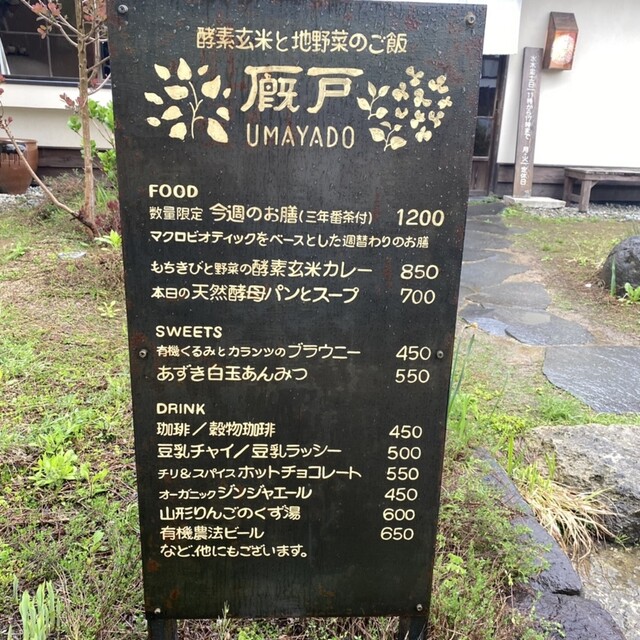 酵素玄米と地野菜のご飯
厩戸
UMAYADO
FOOD
数量限定 今週のお膳(三年番茶付) 1200
マクロビオティックをベースとした週替わりのお膳
もちきびと野菜の酵素玄米カレー 850
本日の天然酵母パンとスープ 700
SWEETS
有機くるみとカランツのブラウニー 450
あずき白玉あんみつ 550
DRINK
珈琲/穀物珈琲 450
豆乳チャイ/豆乳ラッシー 500
チリ&スパイスホットチョコレート 550
オーガニックジンジャエール 450
山形りんごのくず湯 600
有機農法ビール 650
など、他にもございます。